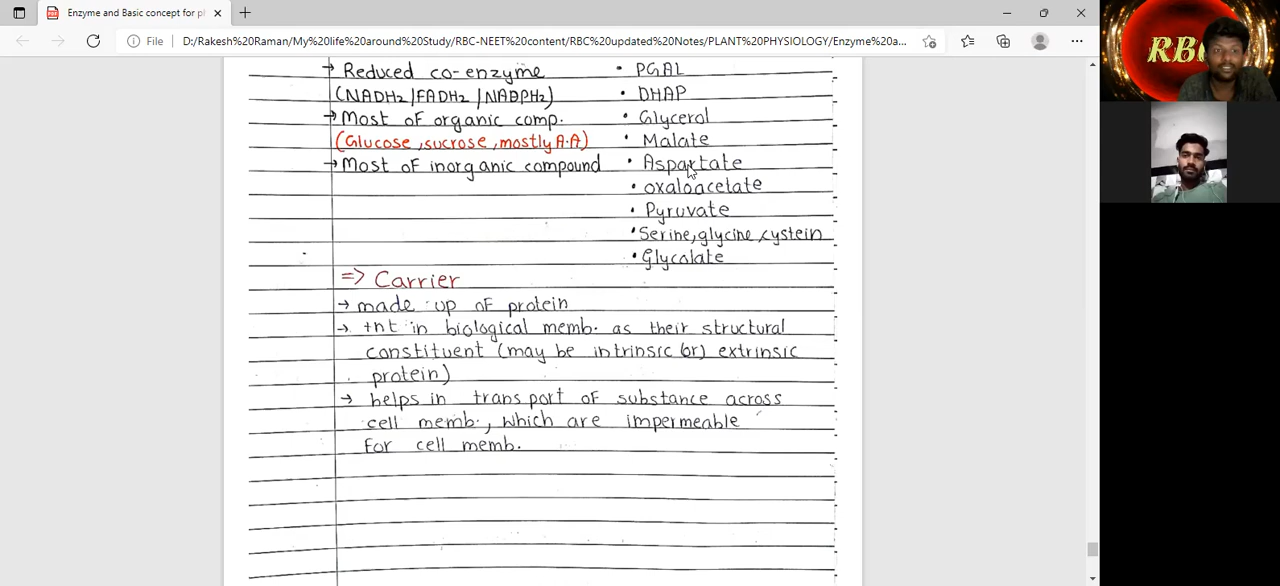 Enzyme and Basic concept for pl
File
D:/Rakesh%20Raman/My%20life%20around%20Study/RBC-NEET%20content/RBC%20updated%20Notes/PLANT%20PHYSIOLOGY/Enzyme%20a...
RBC
→ Reduced co-enzyme
(NADH2/FADH2/NADPH2)
→ Most of organic comp.
(Glucose, sucrose, mostly A.A)
→ Most of inorganic compound
• PGAL
• DHAP
• Glycerol
• Malate
• Aspartate
• oxaloacetate
• Pyruvate
• Serine, glycine, cystein
• Glycolate
=> Carrier
→ made up of protein
→ +nt in biological memb. as their structural
constituent (may be intrinsic (or) extrinsic
protein)
→ helps in transport of substance across
cell memb., which are impermeable
For cell memb.